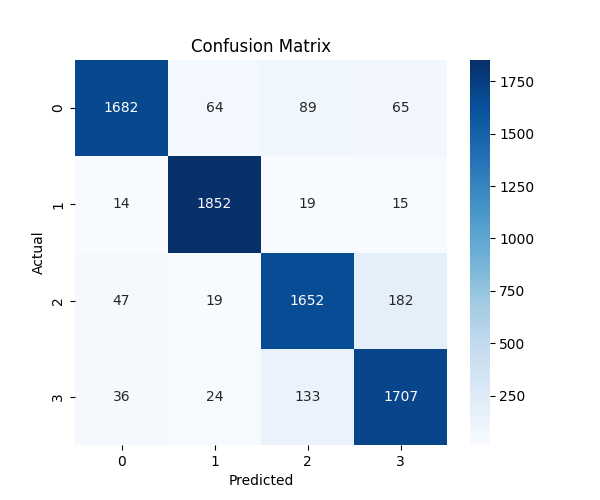 Confusion Matrix
Actual
0
1682 64 89 65
1
14 1852 19 15
2
47 19 1652 182
3
36 24 133 1707
0 1 2 3
Predicted
1750
1500
1250
1000
750
500
250